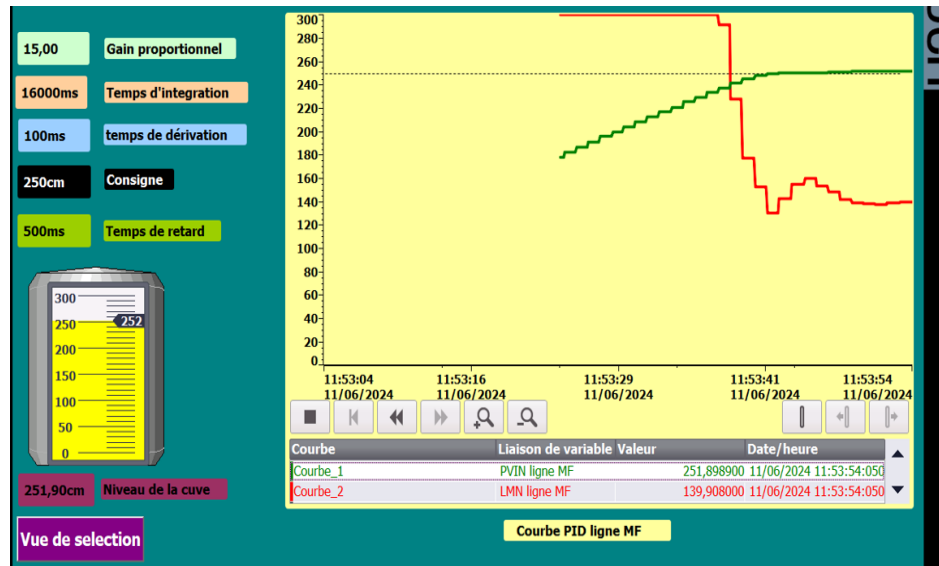 15,00 Gain proportionnel
16000ms Temps d'integration
100ms temps de dérivation
250cm Consigne
500ms Temps de retard
300
250
252
200
150
100
50
0
251,90cm Niveau de la cuve
Vue de selection
300
280
260
240
220
200
180
160
140
120
100
80
60
40
20
0
11:53:04 11:53:16 11:53:29 11:53:41 11:53:54
11/06/2024 11/06/2024 11/06/2024 11/06/2024 11/06/2024
Courbe Liaison de variable Valeur Date/heure
Courbe_1 PVIN ligne MF 251,898900 11/06/2024 11:53:54:050
Courbe_2 LMN ligne MF 139,908000 11/06/2024 11:53:54:050
Courbe PID ligne MF